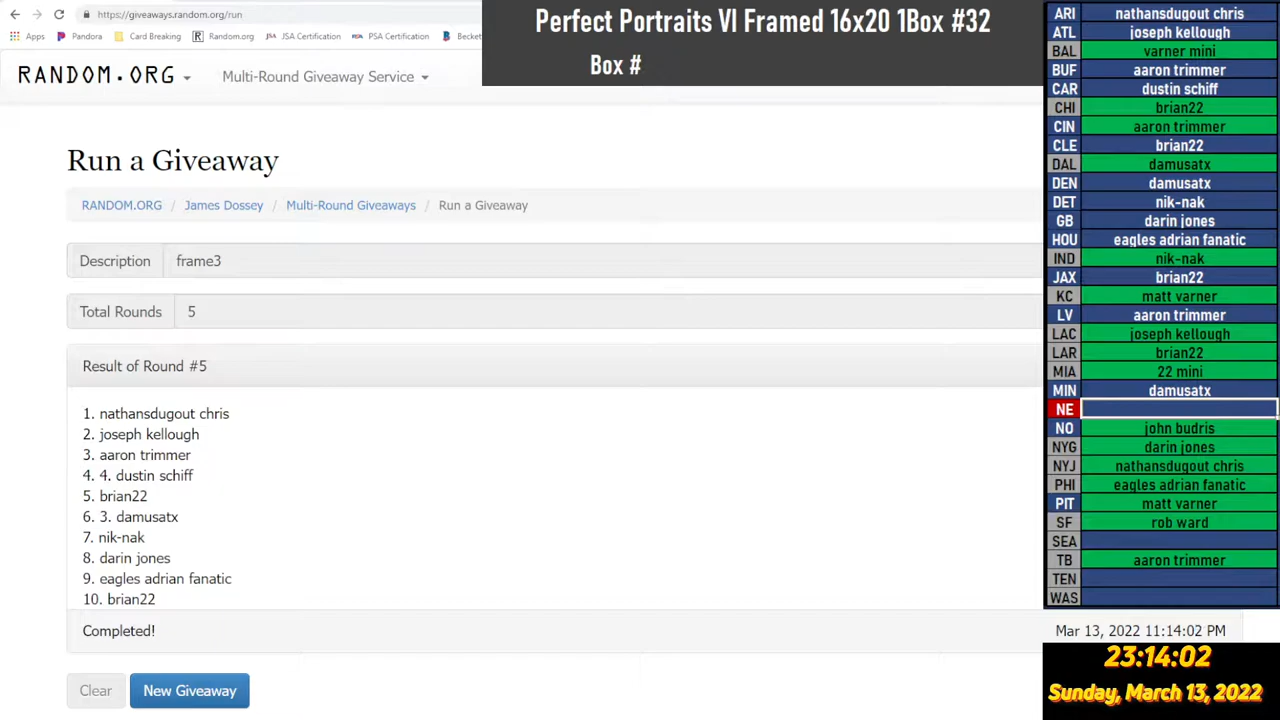 https://giveaways.random.org/run
Apps Pandora Card Breaking Random.org JSA Certification PSA Certification Becket
Perfect Portraits VI Framed 16x20 1Box #32
Box #
RANDOM.ORG Multi-Round Giveaway Service
Run a Giveaway
RANDOM.ORG / James Dossey / Multi-Round Giveaways / Run a Giveaway
Description frame3
Total Rounds 5
Result of Round #5
1. nathansdugout chris
2. joseph kellough
3. aaron trimmer
4. 4. dustin schiff
5. brian22
6. 3. damusatx
7. nik-nak
8. darin jones
9. eagles adrian fanatic
10. brian22
Completed!
Mar 13, 2022 11:14:02 PM
Clear New Giveaway
ARI nathansdugout chris
ATL joseph kellough
BAL varner mini
BUF aaron trimmer
CAR dustin schiff
CHI brian22
CIN aaron trimmer
CLE brian22
DAL damusatx
DEN damusatx
DET nik-nak
GB darin jones
HOU eagles adrian fanatic
IND nik-nak
JAX brian22
KC matt varner
LV aaron trimmer
LAC joseph kellough
LAR brian22
MIA 22 mini
MIN damusatx
NE
NO john budris
NYG darin jones
NYJ nathansdugout chris
PHI eagles adrian fanatic
PIT matt varner
SF rob ward
SEA
TB aaron trimmer
TEN
WAS
23:14:02
Sunday, March 13, 2022